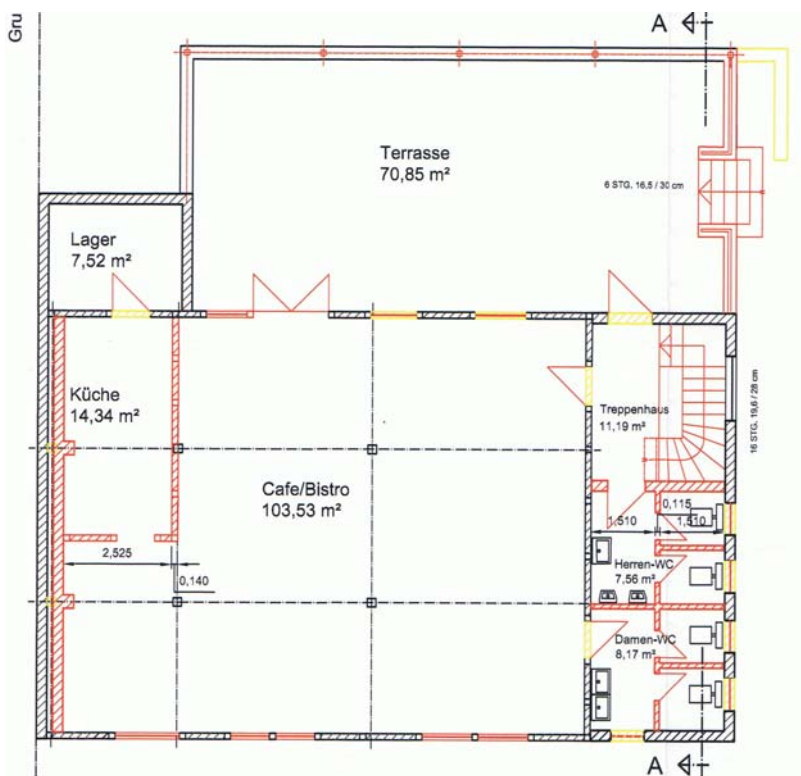 Gru
A
Terrasse
70,85 m²
6 STG. 16,5 / 30 cm
Lager
7,52 m²
Küche
14,34 m²
Treppenhaus
11,19 m²
16 STG. 19,6 / 28 cm
Cafe/Bistro
103,53 m²
0,115
1,510
1,510
2,525
0,140
Herren-WC
7,56 m²
Damen-WC
8,17 m²
A